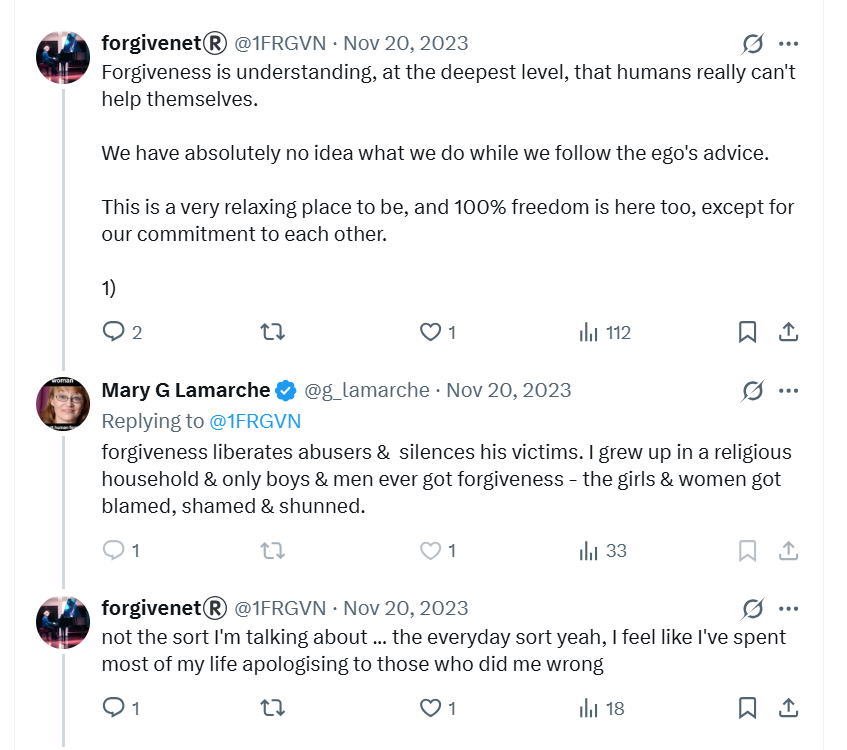 forgivenet® @1FRGVN · Nov 20, 2023
Forgiveness is understanding, at the deepest level, that humans really can't
help themselves.
We have absolutely no idea what we do while we follow the ego's advice.
This is a very relaxing place to be, and 100% freedom is here too, except for
our commitment to each other.
1)
2 1 112
woman
Mary G Lamarche @g_lamarche · Nov 20, 2023
Replying to @1FRGVN
forgiveness liberates abusers &  silences his victims. I grew up in a religious
household & only boys & men ever got forgiveness - the girls & women got
blamed, shamed & shunned.
1 1 33
forgivenet® @1FRGVN · Nov 20, 2023
not the sort I'm talking about ... the everyday sort yeah, I feel like I've spent
most of my life apologising to those who did me wrong
1 1 18